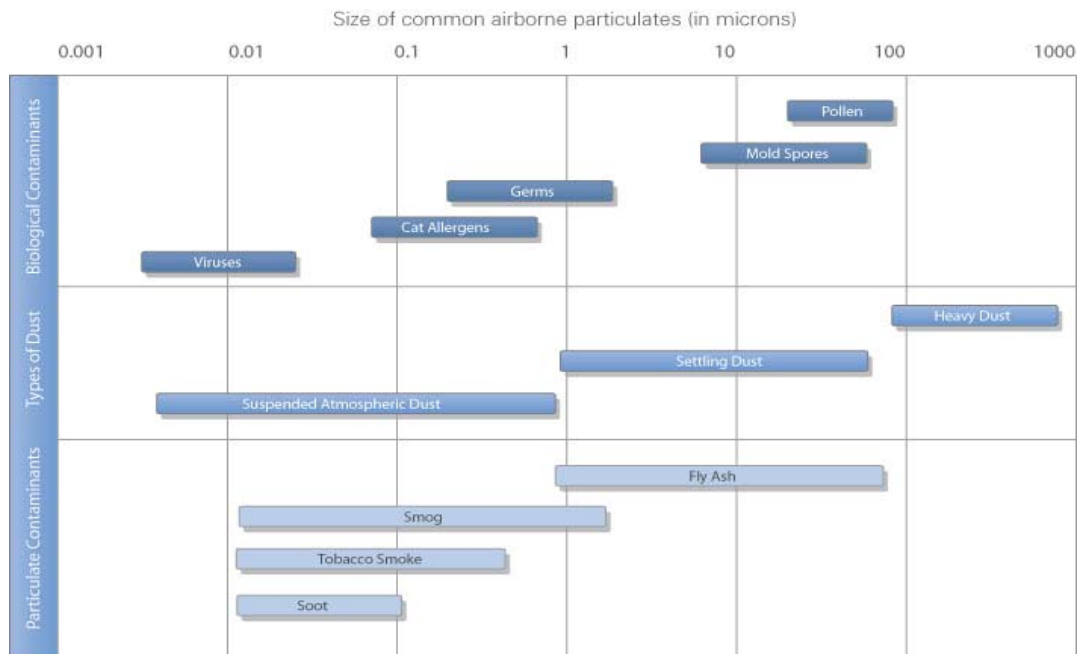 Size of common airborne particulates (in microns)
0.001 0.01 0.1 1 10 100 1000
Biological Contaminants
Pollen
Mold Spores
Germs
Cat Allergens
Viruses
Types of Dust
Heavy Dust
Settling Dust
Suspended Atmospheric Dust
Particulate Contaminants
Fly Ash
Smog
Tobacco Smoke
Soot